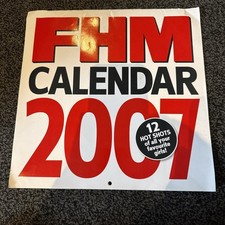 FHM
CALENDAR
2007
12
HOT SHOTS
of all your
favourite
girls!